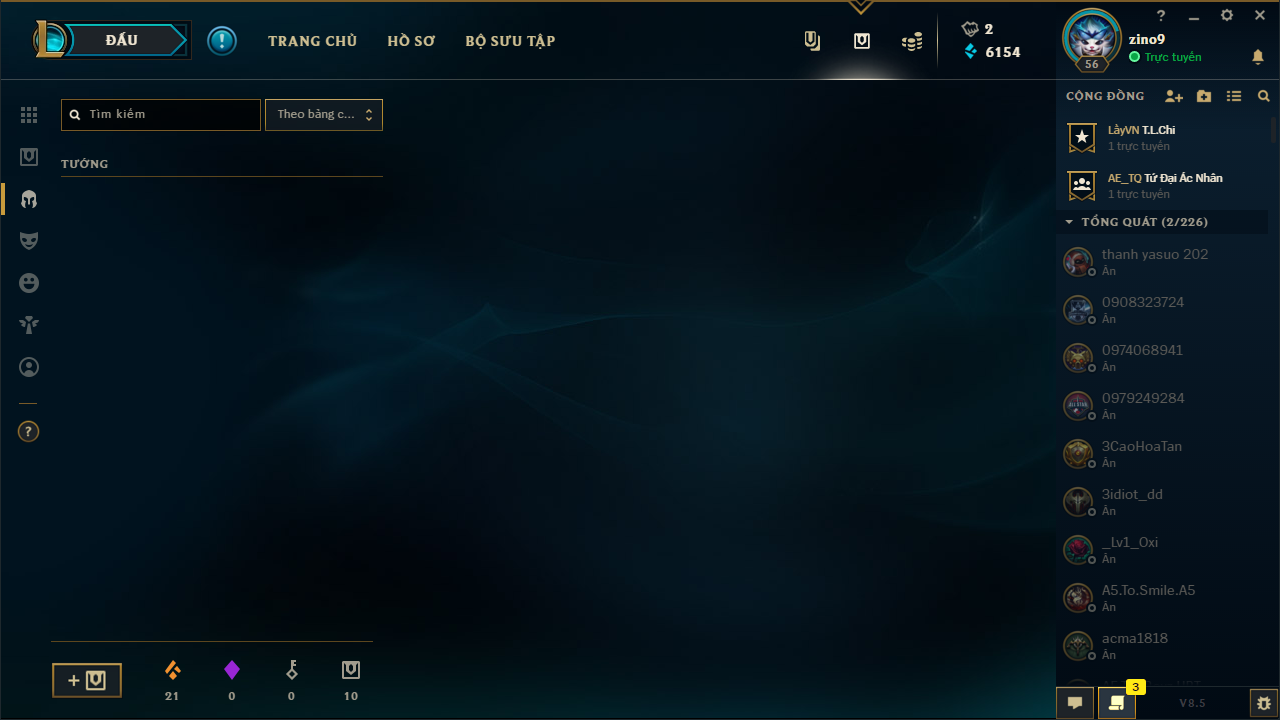 ĐẤU
!
TRANG CHỦ
HỒ SƠ
BỘ SƯU TẬP
2
6154
?
56
zino9
Trực tuyến
Tìm kiếm
Theo bảng c...
TƯỚNG
?
+
21
0
0
10
CỘNG ĐỒNG
LầyVN T.L.Chi
1 trực tuyến
AE_TQ Tứ Đại Ác Nhân
1 trực tuyến
TỔNG QUÁT (2/226)
thanh yasuo 202
Ẩn
0908323724
Ẩn
0974068941
Ẩn
0979249284
Ẩn
3CaoHoaTan
Ẩn
3idiot_dd
Ẩn
_Lv1_Oxi
Ẩn
A5.To.Smile.A5
Ẩn
acma1818
Ẩn
3
V8.5